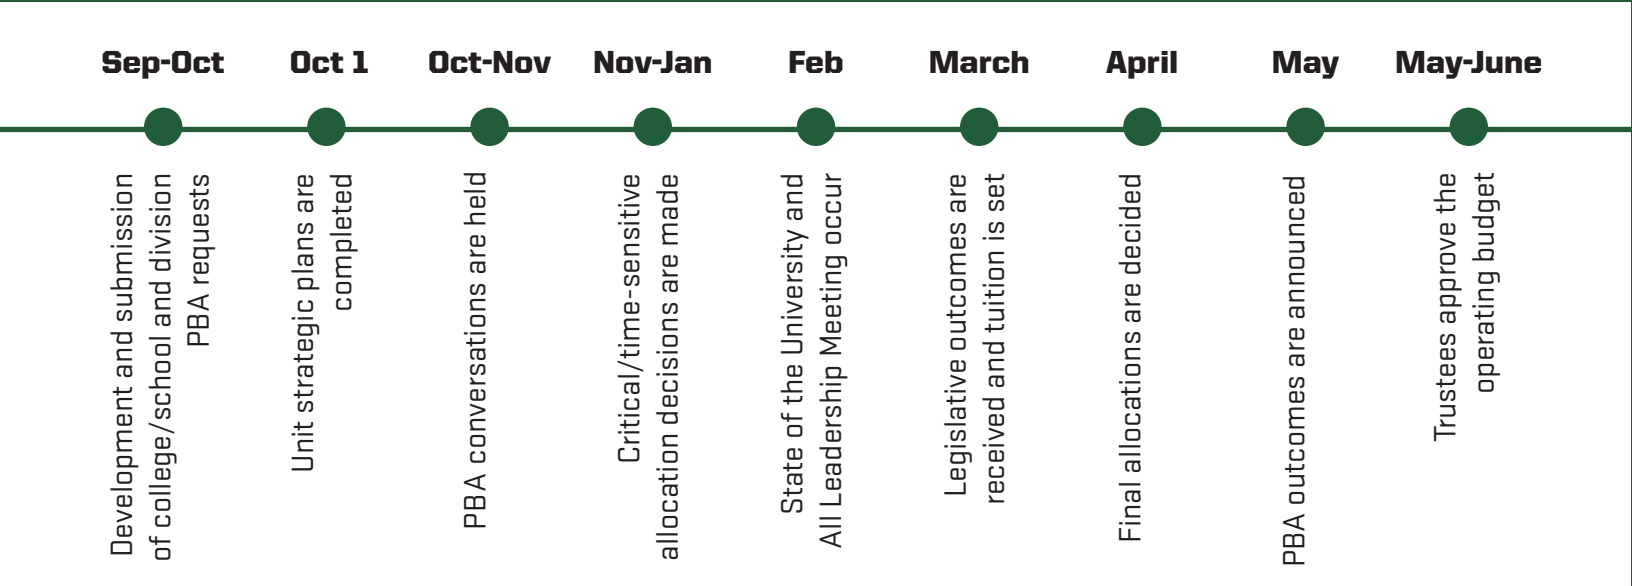 Sep-Oct
Development and submission
of college/school and division
PBA requests
Oct 1
Unit strategic plans are
completed
Oct-Nov
PBA conversations are held
Nov-Jan
Critical/time-sensitive
allocation decisions are made
Feb
State of the University and
All Leadership Meeting occur
March
Legislative outcomes are
received and tuition is set
April
Final allocations are decided
May
PBA outcomes are announced
May-June
Trustees approve the
operating budget